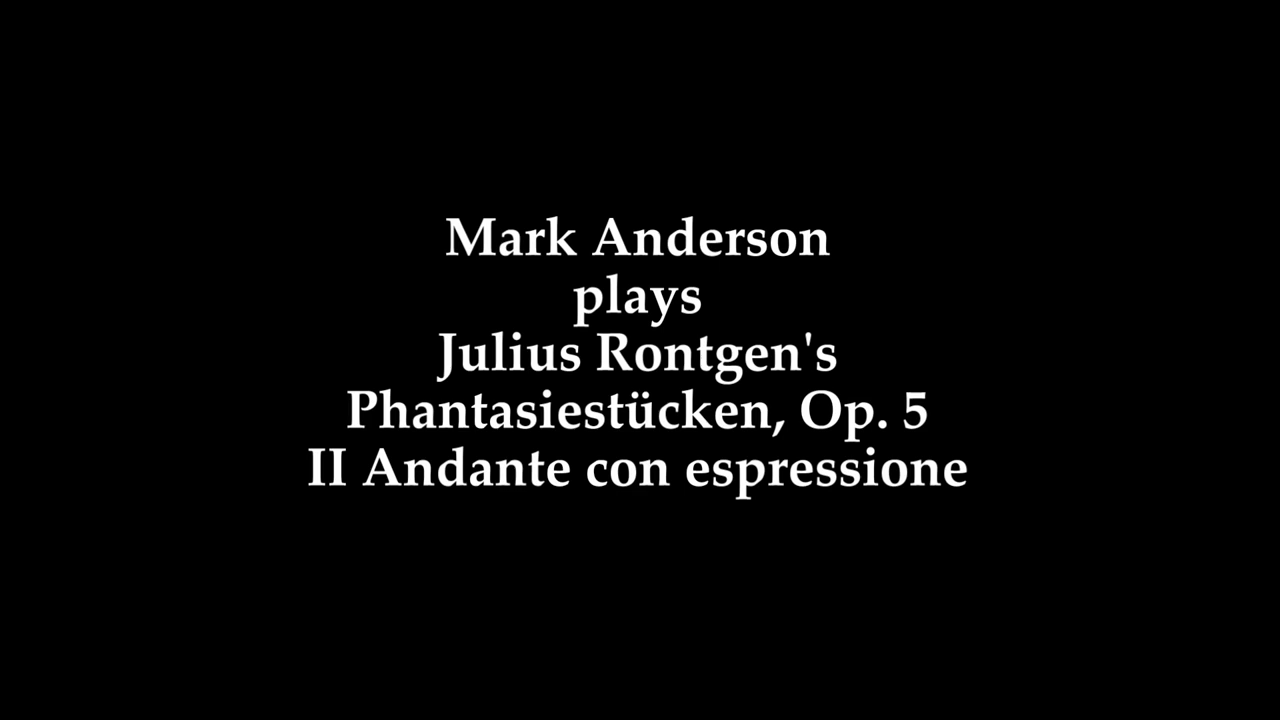 Mark Anderson
plays
Julius Rontgen's
Phantasiestücken, Op. 5
II Andante con espressione